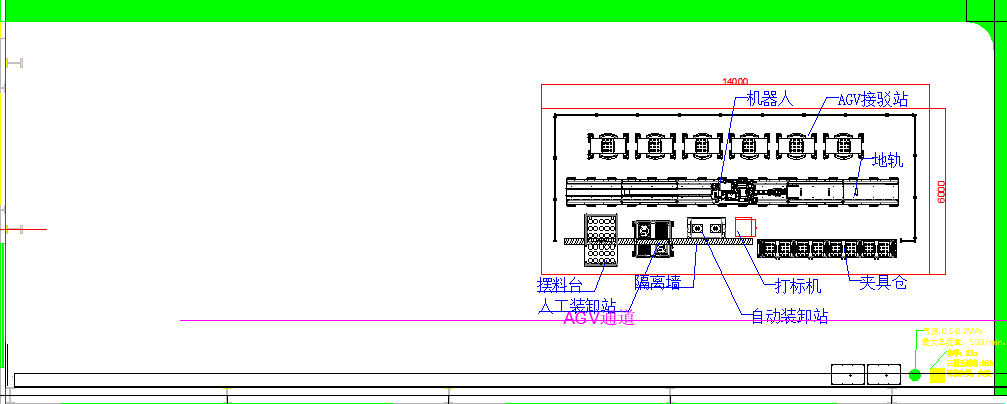 14000
机器人
AGV接驳站
地轨
6000
摆料台
隔离墙
打标机
夹具仓
人工装卸站
AGV通道
自动装卸站